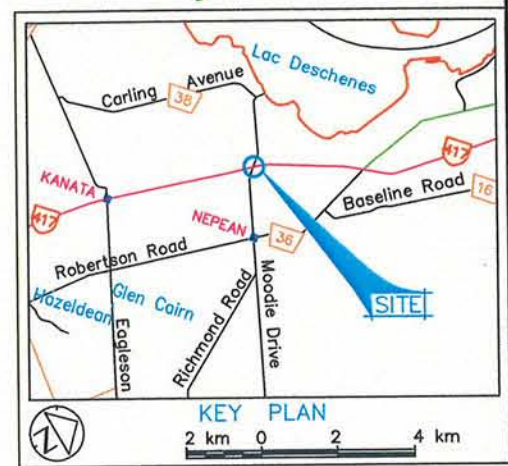 Lac Deschenes
Carling Avenue
38
417
KANATA
Baseline Road
16
417
NEPEAN
36
Robertson Road
Hazeldean
Glen Cairn
Eagleson
Richmond Road
Moodie Drive
SITE
KEY PLAN
2 km 0 2 4 km